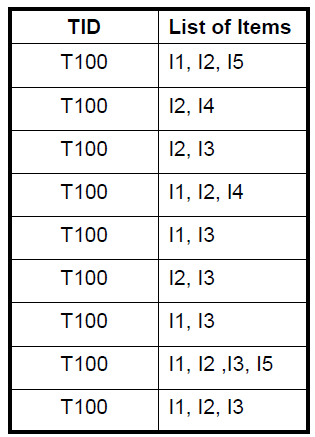 TID List of Items
T100 I1, I2, I5
T100 I2, I4
T100 I2, I3
T100 I1, I2, I4
T100 I1, I3
T100 I2, I3
T100 I1, I3
T100 I1, I2 ,I3, I5
T100 I1, I2, I3